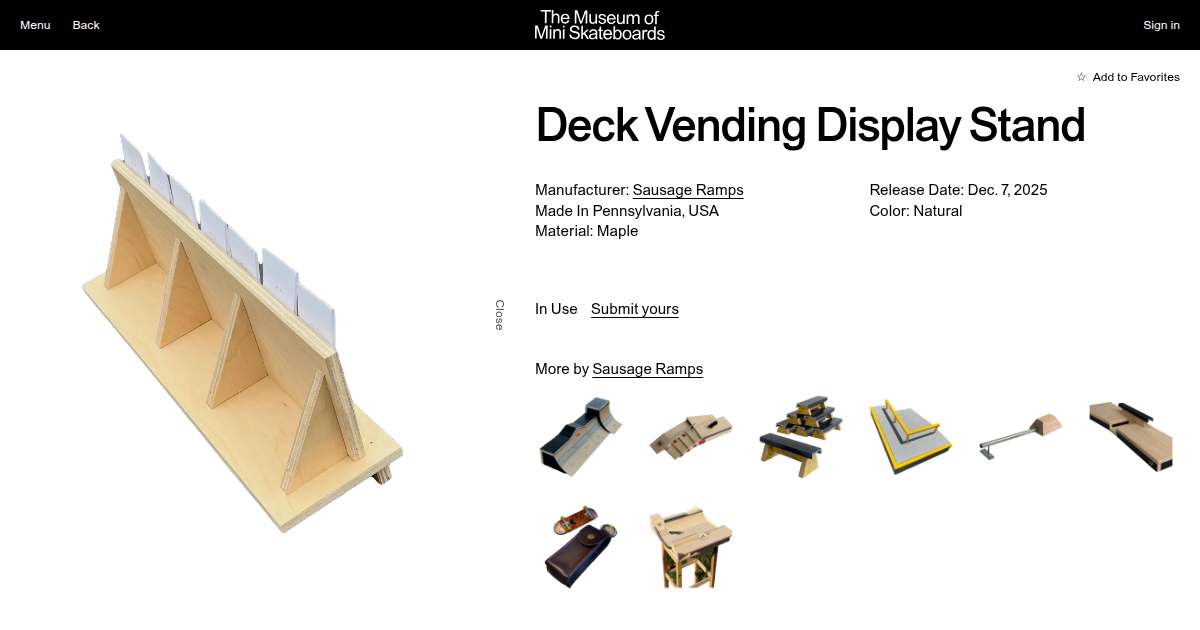 Menu Back
The Museum of
Mini Skateboards
Sign in
☆ Add to Favorites
Deck Vending Display Stand
Manufacturer: Sausage Ramps
Made In Pennsylvania, USA
Material: Maple
Release Date: Dec. 7, 2025
Color: Natural
Close
In Use Submit yours
More by Sausage Ramps